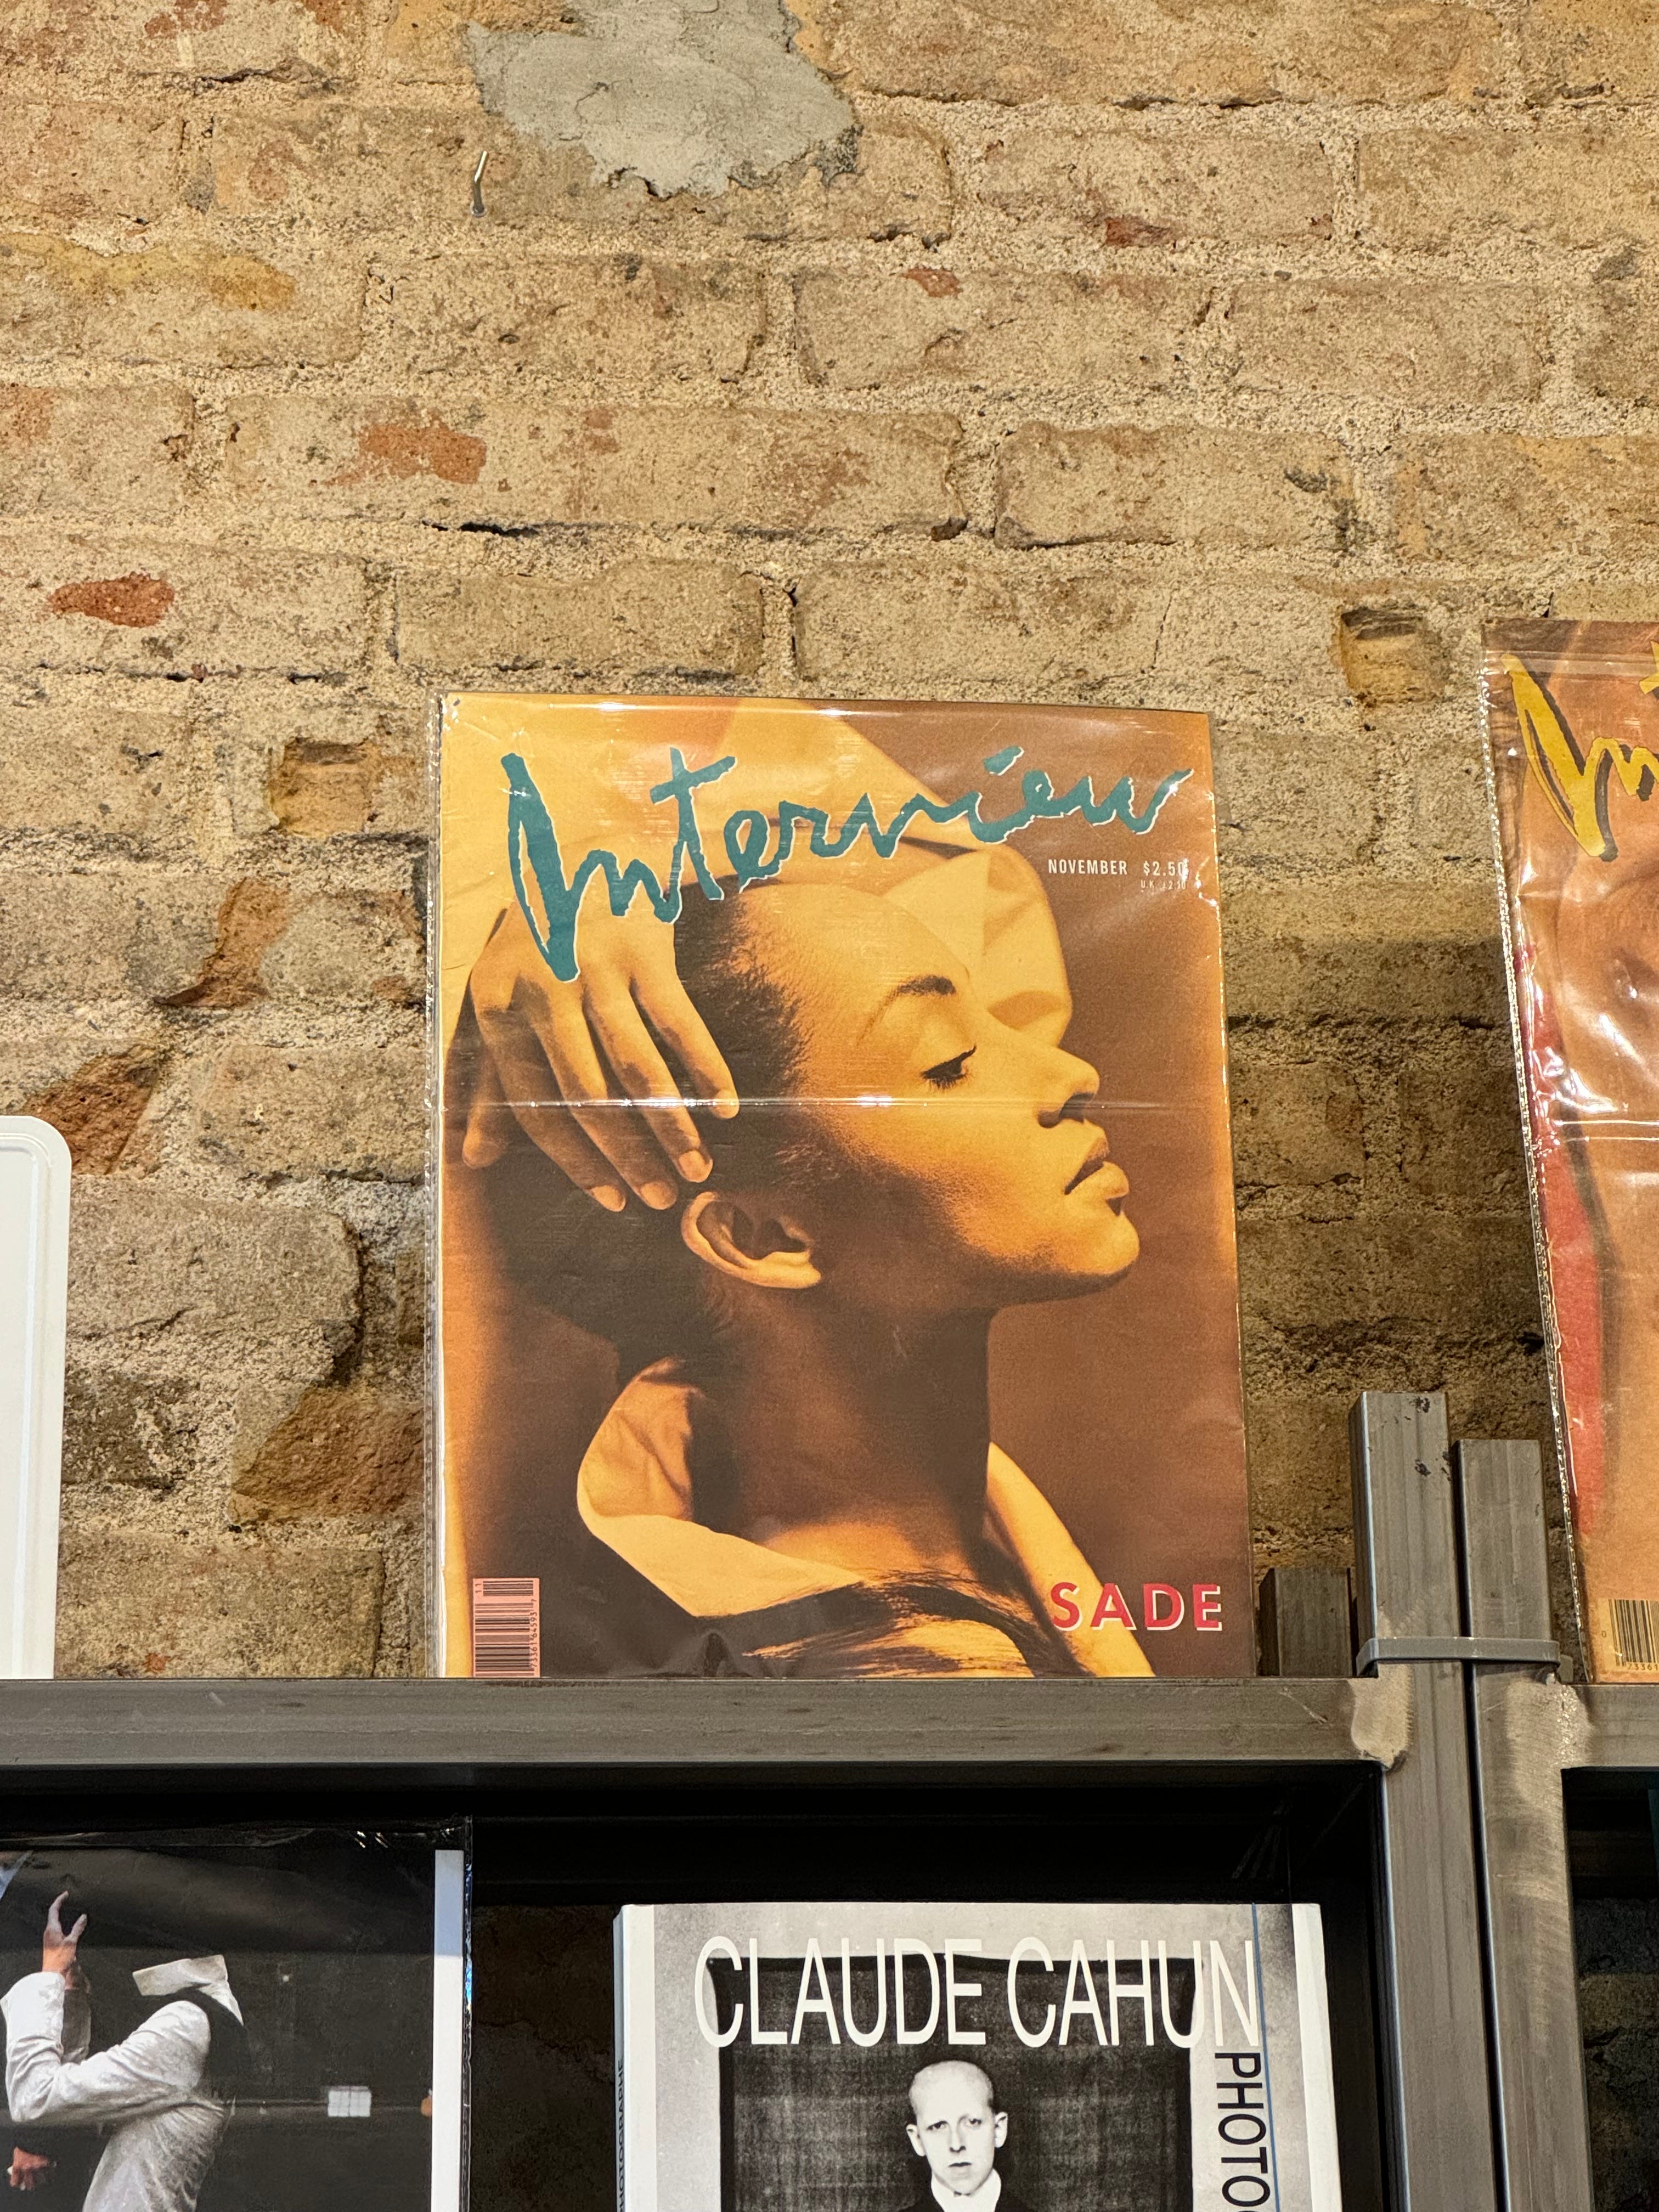 Interview
NOVEMBER $2.50
SADE
CLAUDE CAHUN
PHOTO